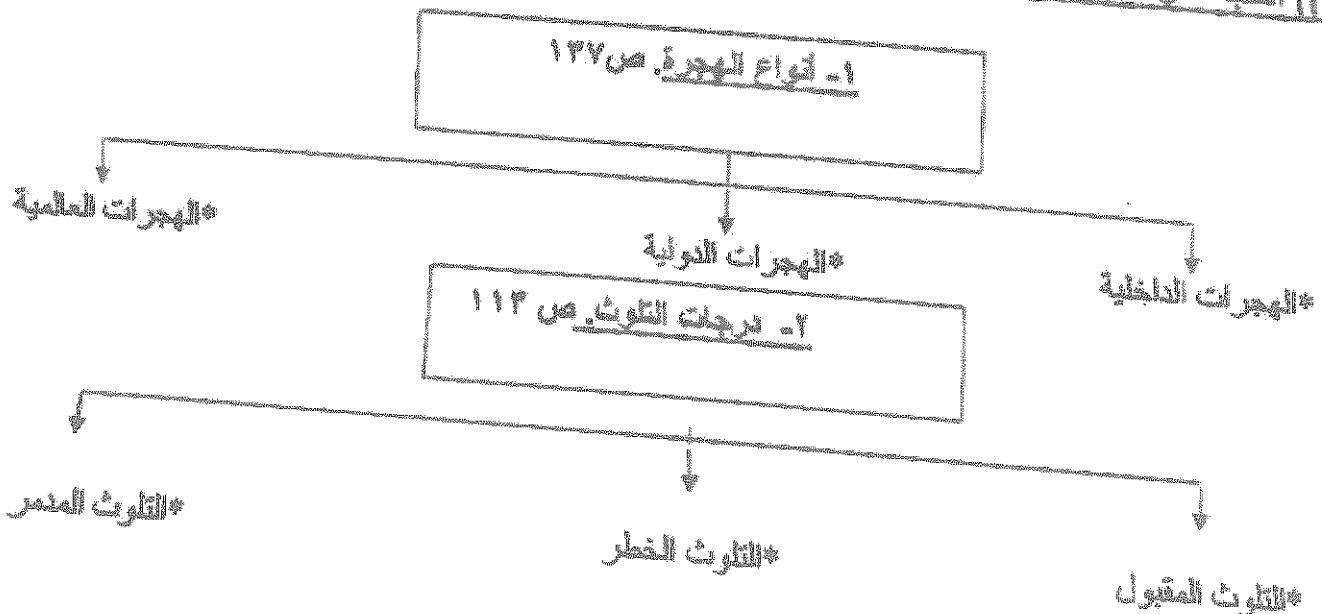 ١- أنواع الهجرة. ص١٣٧
*الهجرات الداخلية
*الهجرات الدولية
*الهجرات العالمية
٢- درجات التلوث. ص ١١٣
*التلوث المقبول
*التلوث الخطر
*التلوث المدمر